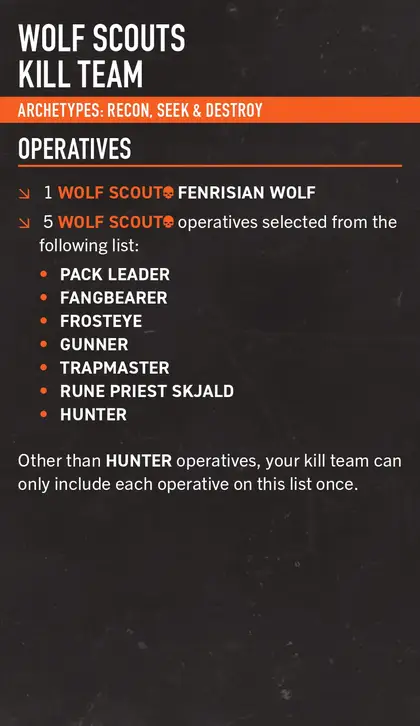 WOLF SCOUTS
KILL TEAM
ARCHETYPES: RECON, SEEK & DESTROY
OPERATIVES
↘ 1 WOLF SCOUT💀 FENRISIAN WOLF
↘ 5 WOLF SCOUT💀 operatives selected from the
following list:
• PACK LEADER
• FANGBEARER
• FROSTEYE
• GUNNER
• TRAPMASTER
• RUNE PRIEST SKJALD
• HUNTER
Other than HUNTER operatives, your kill team can
only include each operative on this list once.